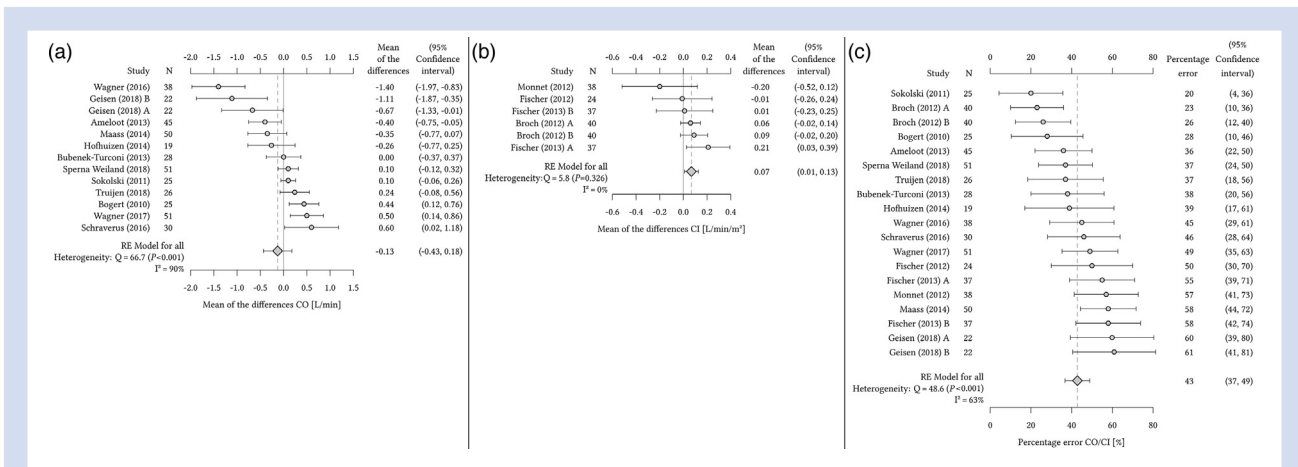 (a)
Mean (95%
of the Confidence
differences interval)
-2.0 -1.5 -1.0 -0.5 0.0 0.5 1.0 1.5 2.0
Study N
Wagner (2016) 38 -1.40 (-1.97, -0.83)
Geisen (2018) B 22 -1.11 (-1.87, -0.35)
Geisen (2018) A 22 -0.67 (-1.33, -0.01)
Ameloot (2013) 45 -0.40 (-0.75, -0.05)
Maass (2014) 50 -0.35 (-0.77, 0.07)
Hofhuizen (2014) 19 -0.26 (-0.77, 0.25)
Bubenek-Turconi (2013) 28 0.00 (-0.37, 0.37)
Sperna Weiland (2018) 51 0.10 (-0.12, 0.32)
Sokolski (2011) 25 0.10 (-0.06, 0.26)
Truijen (2018) 26 0.24 (-0.08, 0.56)
Bogert (2010) 25 0.44 (0.12, 0.76)
Wagner (2017) 51 0.50 (0.14, 0.86)
Schraverus (2016) 30 0.60 (0.02, 1.18)
RE Model for all
Heterogeneity: Q = 66.7 (P<0.001) -0.13 (-0.43, 0.18)
I² = 90%
-2.0 -1.5 -1.0 -0.5 0.0 0.5 1.0 1.5 2.0
Mean of the differences CO [L/min]
(b)
Mean (95%
of the Confidence
differences interval)
-0.6 -0.4 -0.2 0.0 0.2 0.4
Study N
Monnet (2012) 38 -0.20 (-0.52, 0.12)
Fischer (2012) 24 -0.01 (-0.26, 0.24)
Fischer (2013) B 37 0.01 (-0.23, 0.25)
Broch (2012) A 40 0.06 (-0.02, 0.14)
Broch (2012) B 40 0.09 (-0.02, 0.20)
Fischer (2013) A 37 0.21 (0.03, 0.39)
RE Model for all
Heterogeneity: Q = 5.8 (P=0.326) 0.07 (0.01, 0.13)
I² = 0%
-0.6 -0.4 -0.2 0.0 0.2 0.4
Mean of the differences CI [L/min/m²]
(c)
(95%
Percentage Confidence
error interval)
0 20 40 60 80
Study N
Sokolski (2011) 25 20 (4, 36)
Broch (2012) A 40 23 (10, 36)
Broch (2012) B 40 26 (12, 40)
Bogert (2010) 25 28 (10, 46)
Ameloot (2013) 45 36 (22, 50)
Sperna Weiland (2018) 51 37 (24, 50)
Truijen (2018) 26 37 (18, 56)
Bubenek-Turconi (2013) 28 38 (20, 56)
Hofhuizen (2014) 19 39 (17, 61)
Wagner (2016) 38 45 (29, 61)
Schraverus (2016) 30 46 (28, 64)
Wagner (2017) 51 49 (35, 63)
Fischer (2012) 24 50 (30, 70)
Fischer (2013) A 37 55 (39, 71)
Monnet (2012) 38 57 (41, 73)
Maass (2014) 50 58 (44, 72)
Fischer (2013) B 37 58 (42, 74)
Geisen (2018) A 22 60 (39, 80)
Geisen (2018) B 22 61 (41, 81)
RE Model for all
Heterogeneity: Q = 48.6 (P<0.001) 43 (37, 49)
I² = 63%
0 20 40 60 80
Percentage error CO/CI [%]